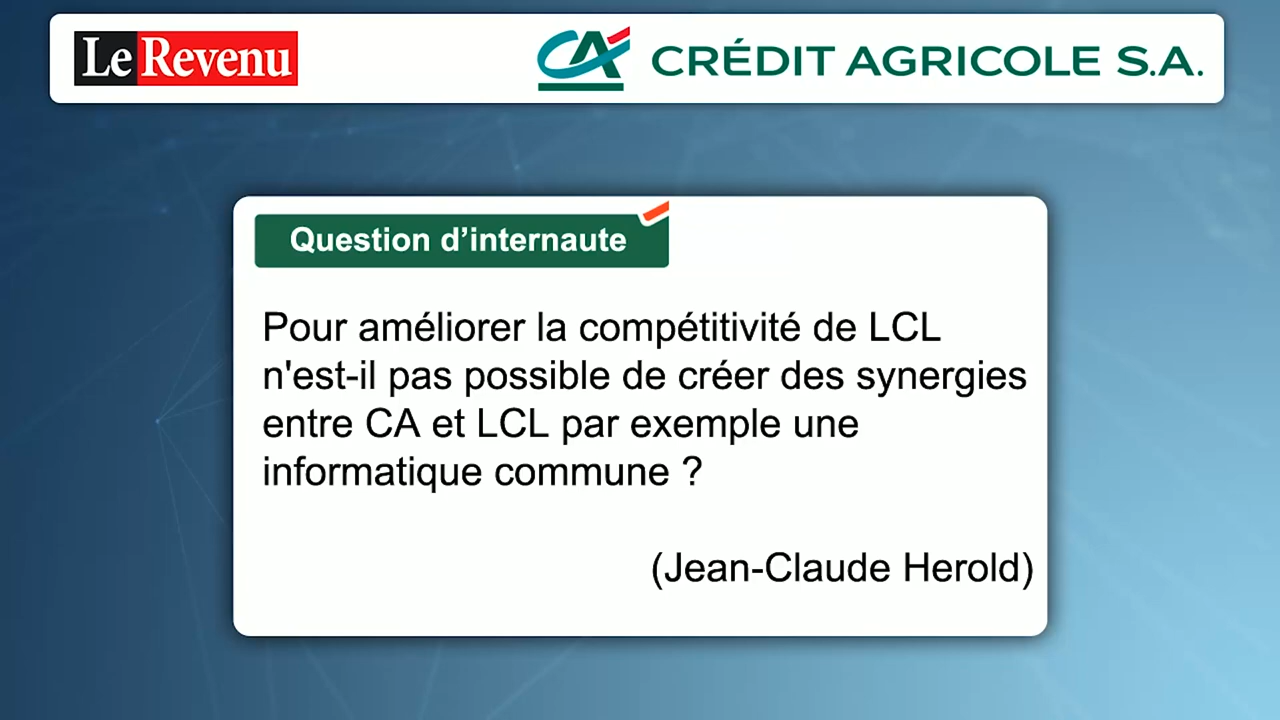 Le Revenu
CA CRÉDIT AGRICOLE S.A.
Question d’internaute
Pour améliorer la compétitivité de LCL
n'est-il pas possible de créer des synergies
entre CA et LCL par exemple une
informatique commune ?
(Jean-Claude Herold)